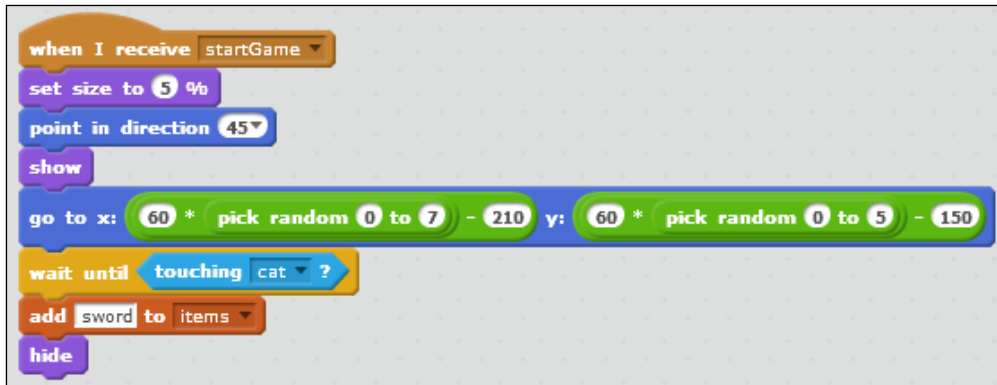 when I receive startGame
set size to 5 %
point in direction 45
show
go to x: 60 * pick random 0 to 7 - 210 y: 60 * pick random 0 to 5 - 150
wait until touching cat ?
add sword to items
hide